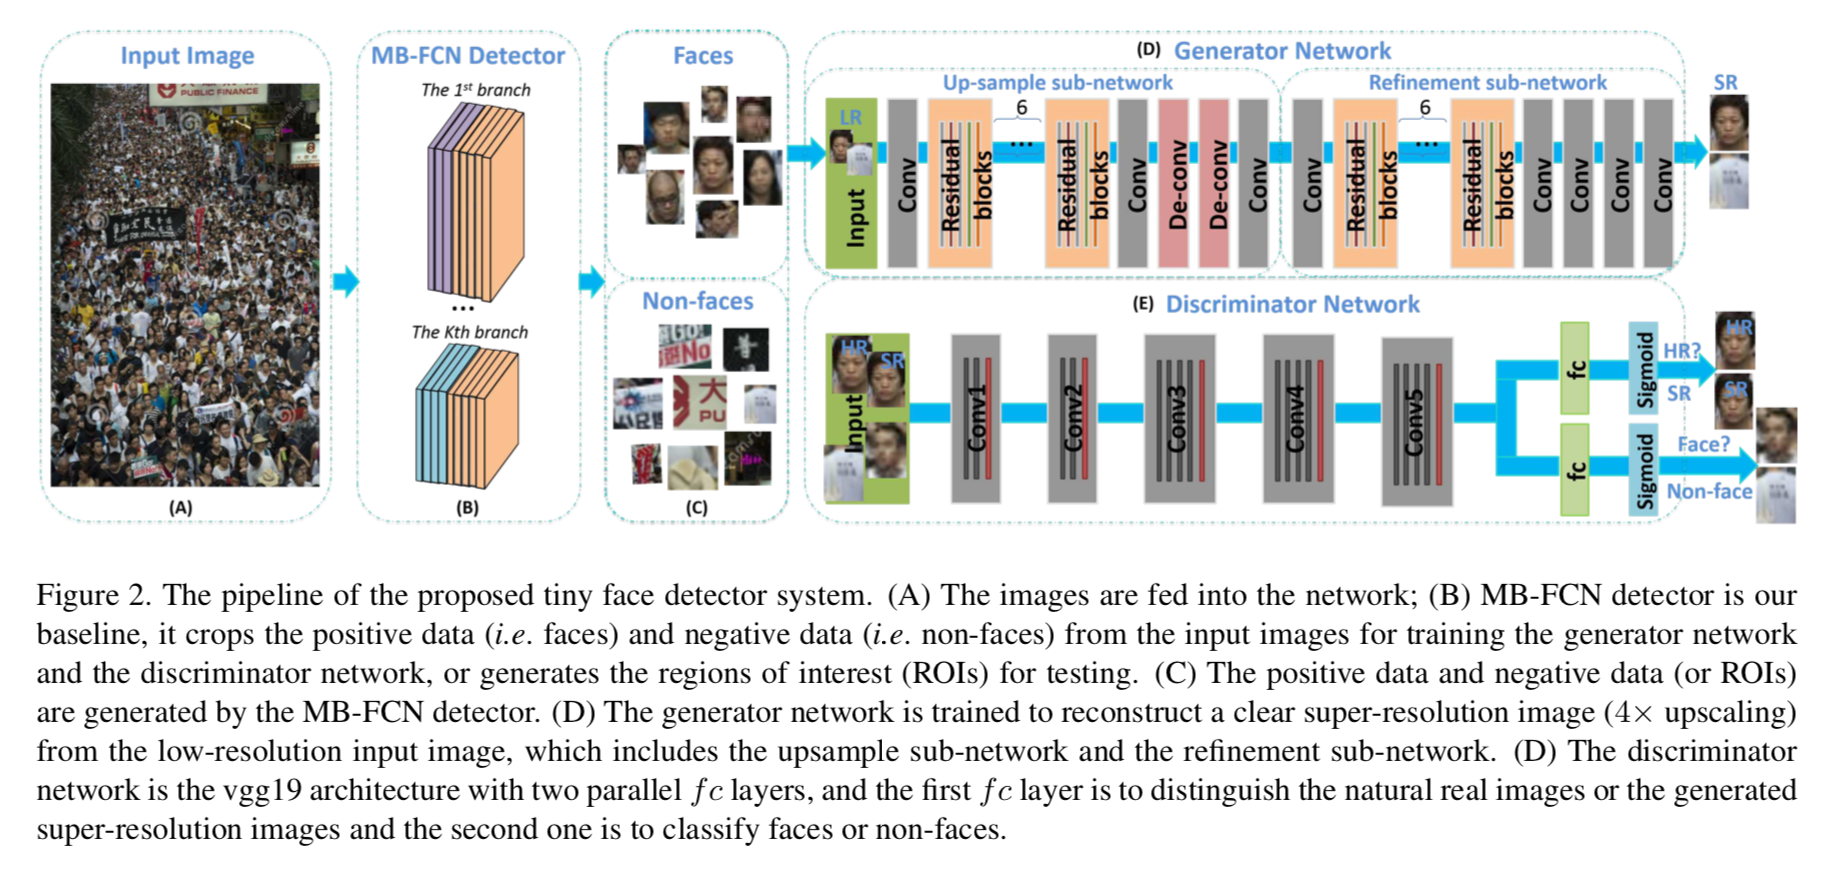 Input Image
PUBLIC FINANCE
(A)
MB-FCN Detector
The 1st branch
...
The Kth branch
(B)
Faces
Non-faces
GO!
No
大
PU
(C)
(D) Generator Network
Up-sample sub-network
Refinement sub-network
LR
Input
Conv
Residual blocks
6
...
Residual blocks
Conv
De-conv
De-conv
Conv
Conv
Residual blocks
6
...
Residual blocks
Conv
Conv
Conv
Conv
SR
(E) Discriminator Network
HR
SR
Input
Conv1
Conv2
Conv3
Conv4
Conv5
fc
Sigmoid
HR?
SR
HR
SR
fc
Sigmoid
Face?
Non-face
Figure 2. The pipeline of the proposed tiny face detector system. (A) The images are fed into the network; (B) MB-FCN detector is our
baseline, it crops the positive data (i.e. faces) and negative data (i.e. non-faces) from the input images for training the generator network
and the discriminator network, or generates the regions of interest (ROIs) for testing. (C) The positive data and negative data (or ROIs)
are generated by the MB-FCN detector. (D) The generator network is trained to reconstruct a clear super-resolution image (4× upscaling)
from the low-resolution input image, which includes the upsample sub-network and the refinement sub-network. (D) The discriminator
network is the vgg19 architecture with two parallel fc layers, and the first fc layer is to distinguish the natural real images or the generated
super-resolution images and the second one is to classify faces or non-faces.